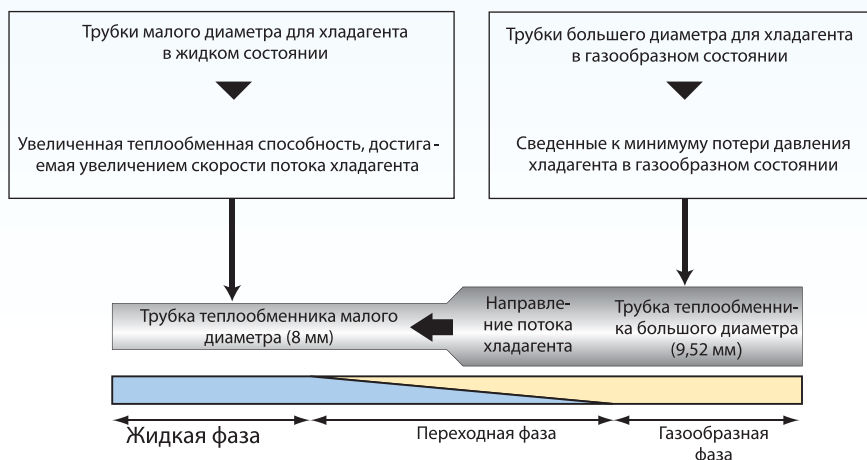 Трубки малого диаметра для хладагента
в жидком состоянии
Увеличенная теплообменная способность, достига-
емая увеличением скорости потока хладагента
Трубки большего диаметра для хладагента
в газообразном состоянии
Сведенные к минимуму потери давления
хладагента в газообразном состоянии
Трубка теплообменника малого
диаметра (8 мм)
Направле-
ние потока
хладагента
Трубка теплообменни-
ка большого диаметра
(9,52 мм)
Жидкая фаза
Переходная фаза
Газообразная
фаза